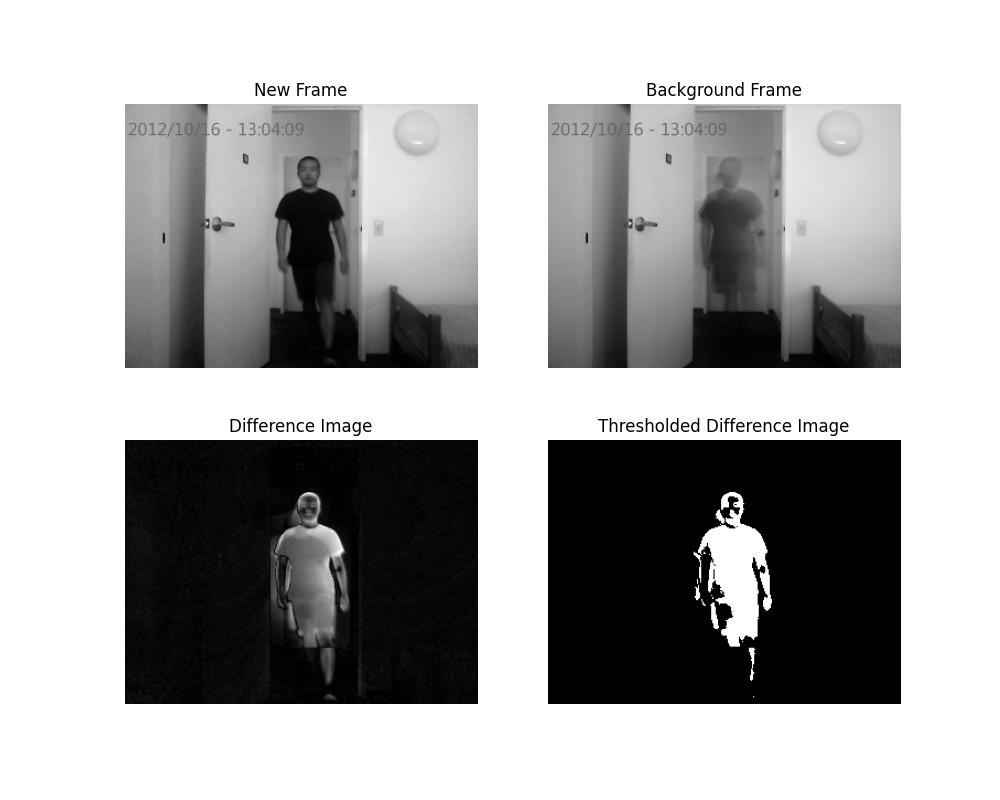 New Frame
Background Frame
2012/10/16 - 13:04:09
2012/10/16 - 13:04:09
Difference Image
Thresholded Difference Image